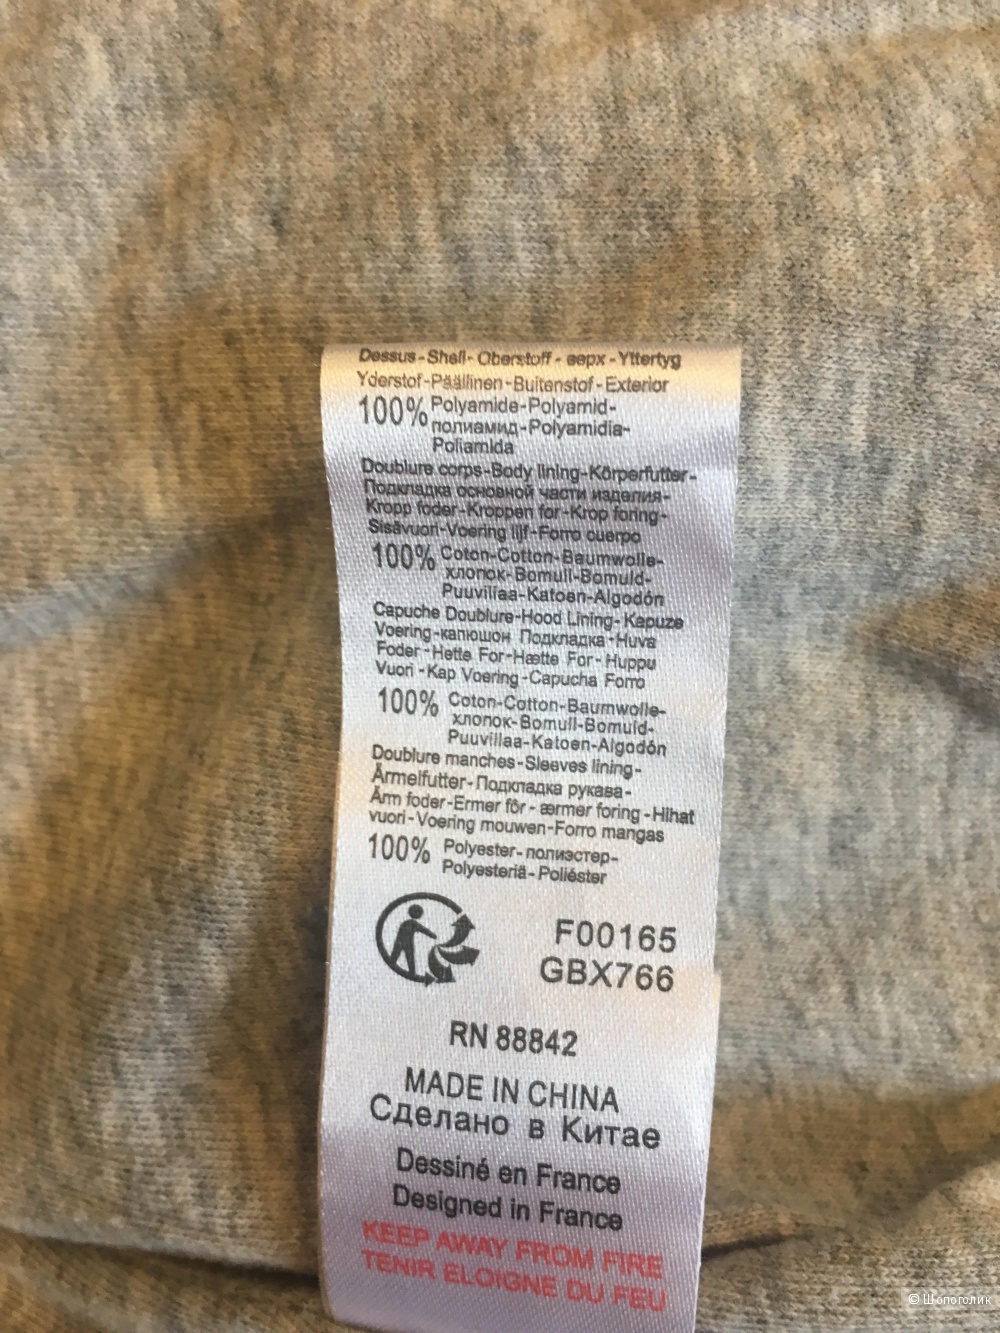 Dessus-Shell-Oberstoff-верх-Yttertyg
Yderstof-Päällinen-Buitenstof-Exterior
100% Polyamide-Polyamid-
полиамид-Polyamidia-
Poliamida
Doublure corps-Body lining-Körperfutter-
Подкладка основной части изделия-
Kropp foder-Kroppen for-Krop foring-
Sisävuori-Voering lijf-Forro cuerpo
100% Coton-Cotton-Baumwolle-
хлопок-Bomull-Bomuld-
Puuvillaa-Katoen-Algodón
Capuche Doublure-Hood Lining-Kapuze
Voering-капюшон Подкладка-Huva
Foder-Hette For-Hætte For-Huppu
Vuori-Kap Voering-Capucha Forro
100% Coton-Cotton-Baumwolle-
хлопок-Bomull-Bomuld-
Puuvillaa-Katoen-Algodón
Doublure manches-Sleeves lining-
Ärmelfutter-Подкладка рукава-
Ärm foder-Ermer fôr-ærmer foring-Hihat
vuori-Voering mouwen-Forro mangas
100% Polyester-полиэстер-
Polyesteriä-Poliéster
F00165
GBX766
RN 88842
MADE IN CHINA
Сделано в Китае
Dessiné en France
Designed in France
KEEP AWAY FROM FIRE
TENIR ELOIGNE DU FEU
© Шопоголик